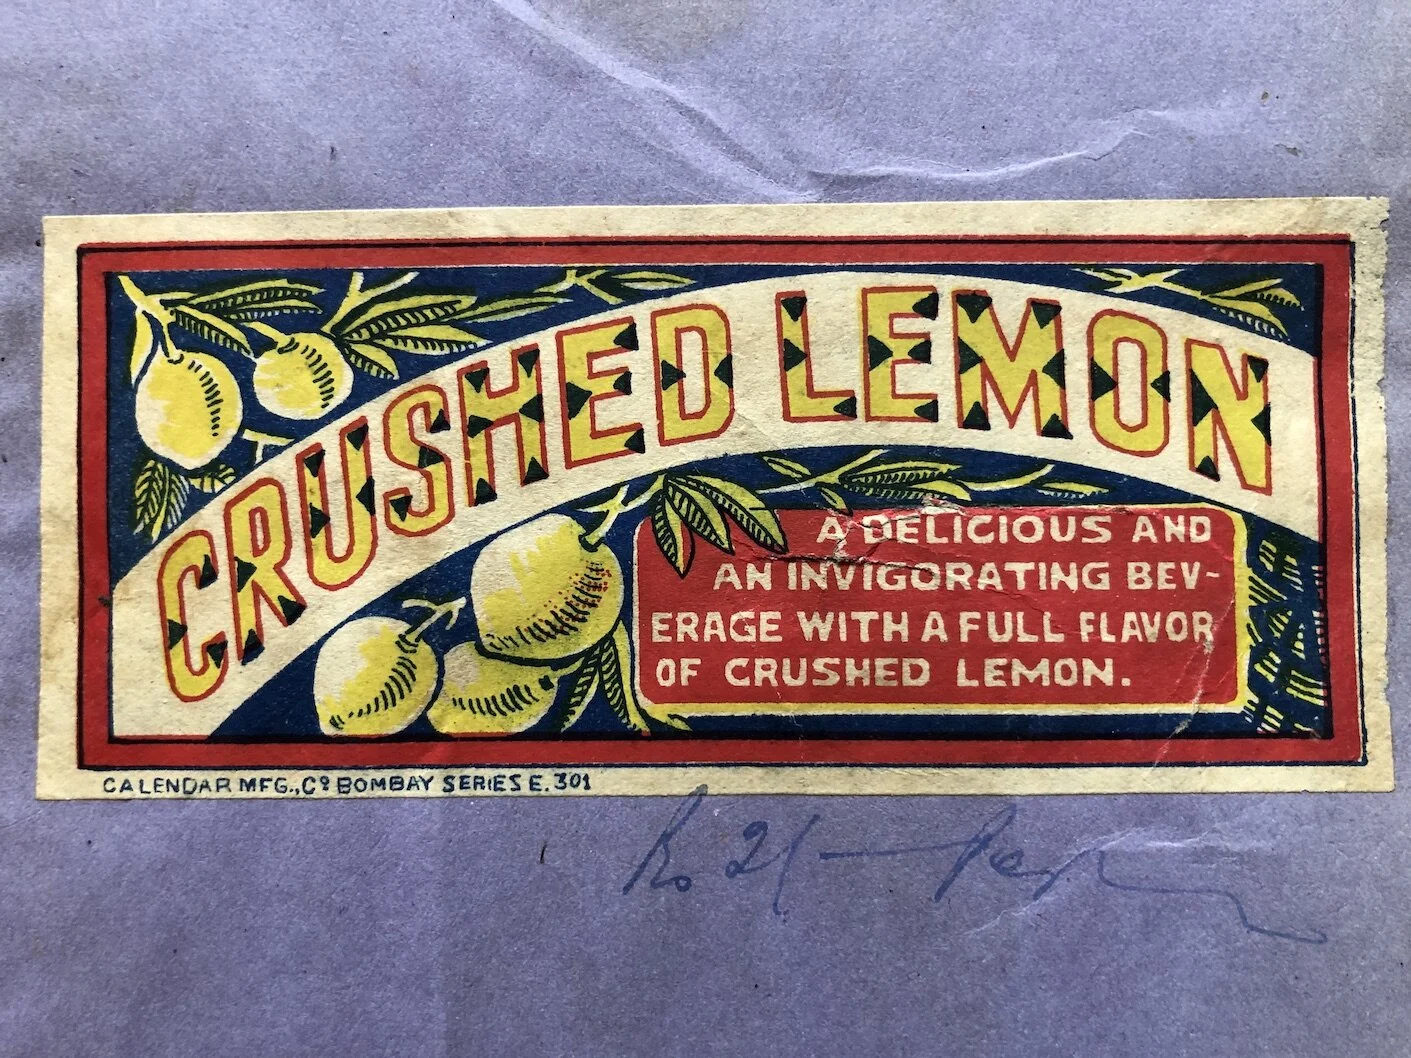 CRUSHED LEMON
A DELICIOUS AND
AN INVIGORATING BEV-
ERAGE WITH A FULL FLAVOR
OF CRUSHED LEMON.
CALENDAR MFG., Cº BOMBAY SERIES E. 301